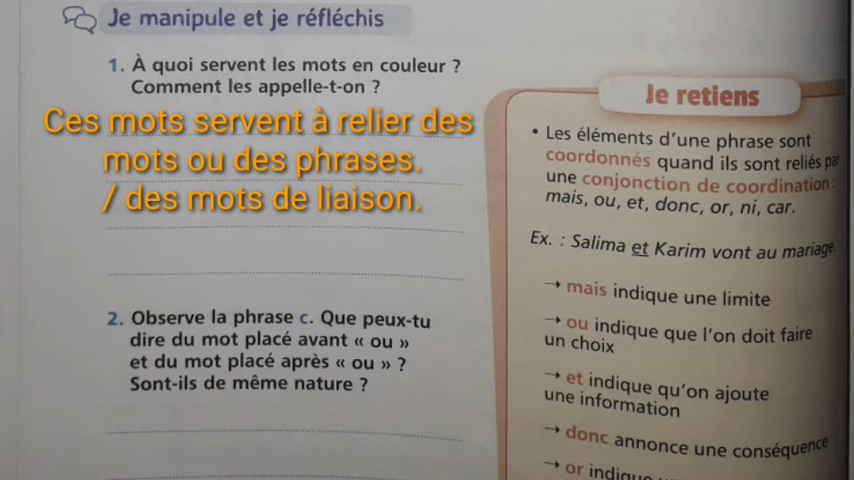 Je manipule et je réfléchis
1. À quoi servent les mots en couleur ?
Comment les appelle-t-on ?
Ces mots servent à relier des
mots ou des phrases.
/ des mots de liaison.
2. Observe la phrase c. Que peux-tu
dire du mot placé avant « ou »
et du mot placé après « ou » ?
Sont-ils de même nature ?
Je retiens
• Les éléments d'une phrase sont
coordonnés quand ils sont reliés par
une conjonction de coordination :
mais, ou, et, donc, or, ni, car.
Ex. : Salima et Karim vont au mariage.
→ mais indique une limite
→ ou indique que l'on doit faire
un choix
→ et indique qu'on ajoute
une information
→ donc annonce une conséquence
→ or